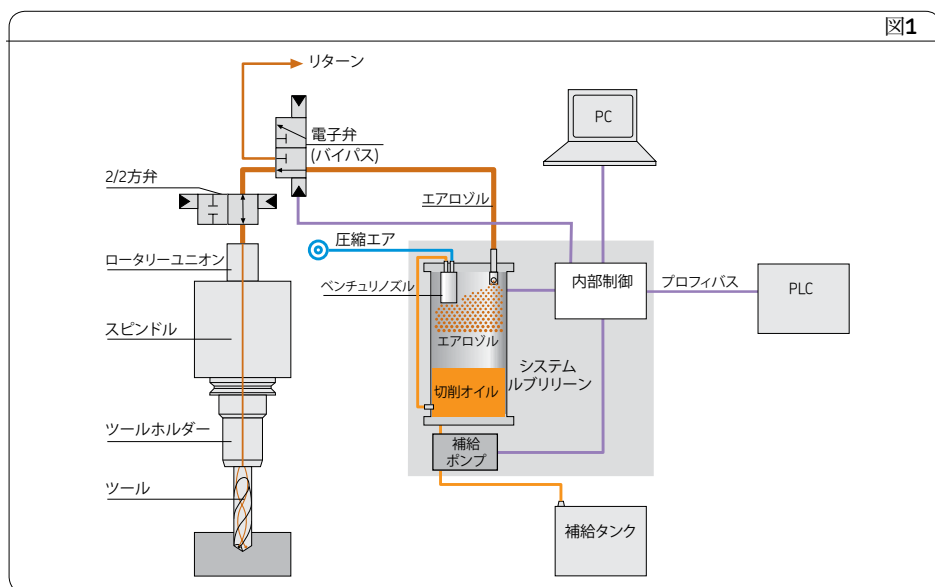 図1
リターン
電子弁
(バイパス)
PC
2/2方弁
エアロゾル
圧縮エア
ロータリーユニオン
ベンチュリノズル
内部制御
プロフィバス
PLC
スピンドル
エアロゾル
システム
ルブリリーン
切削オイル
ツールホルダー
補給
ポンプ
ツール
補給タンク